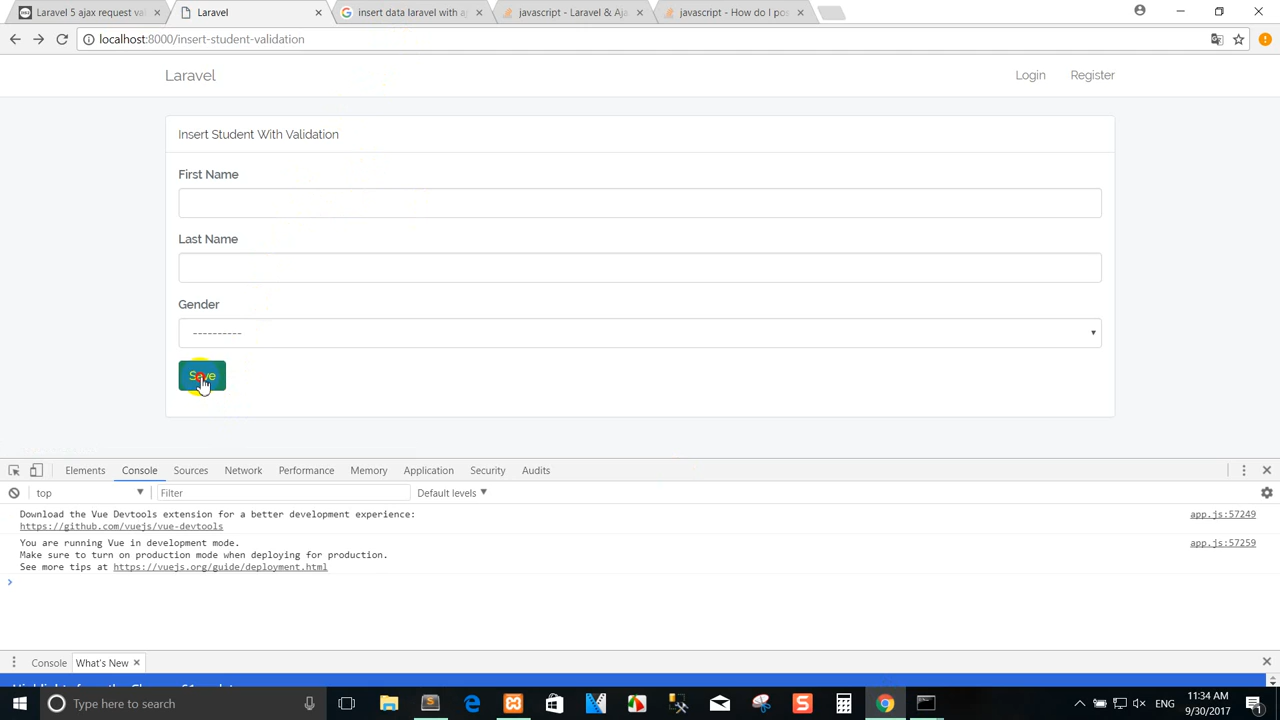 Laravel 5 ajax request va
Laravel
insert data laravel with aj
javascript - Laravel & Aja
javascript - How do I pos
localhost:8000/insert-student-validation
Laravel
Login
Register
Insert Student With Validation
First Name
Last Name
Gender
----------
Save
Elements
Console
Sources
Network
Performance
Memory
Application
Security
Audits
top
Filter
Default levels
Download the Vue Devtools extension for a better development experience:
app.js:57249
https://github.com/vuejs/vue-devtools
You are running Vue in development mode.
app.js:57259
Make sure to turn on production mode when deploying for production.
See more tips at https://vuejs.org/guide/deployment.html
Console
What's New
Type here to search
ENG
11:34 AM
9/30/2017